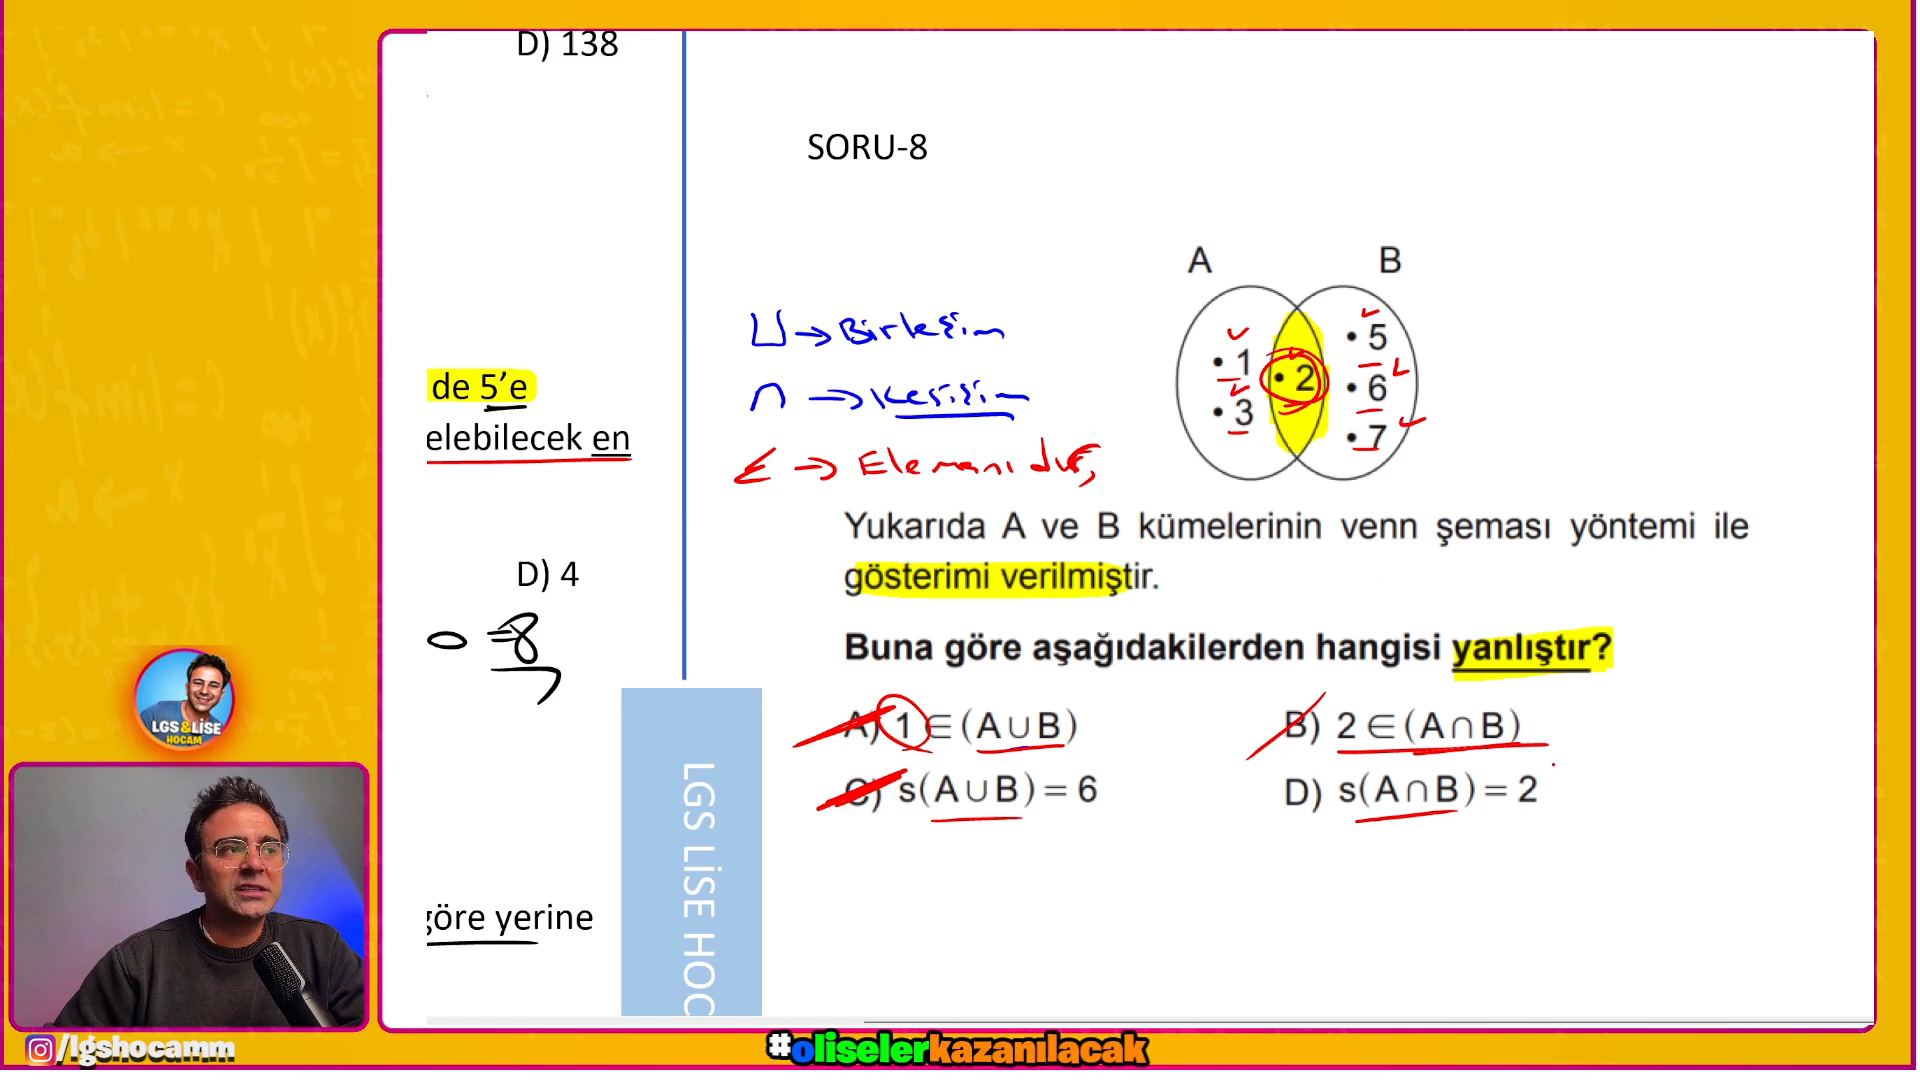 D) 138
SORU-8
A
B
⊔ → Birleşim
∩ → Kesişim
∈ → Elemanıdır,
• 1
• 2
• 3
• 5
• 6
• 7
de 5'e
elebilecek en
Yukarıda A ve B kümelerinin venn şeması yöntemi ile
gösterimi verilmiştir.
D) 4
Buna göre aşağıdakilerden hangisi yanlıştır?
A) 1 ∈ (A ∪ B)
B) 2 ∈ (A ∩ B)
C) s(A ∪ B) = 6
D) s(A ∩ B) = 2
LGS&LİSE
HOCAM
LGS LİSE HOC
göre yerine
/lgshocamm
#oliselerkazanılacak